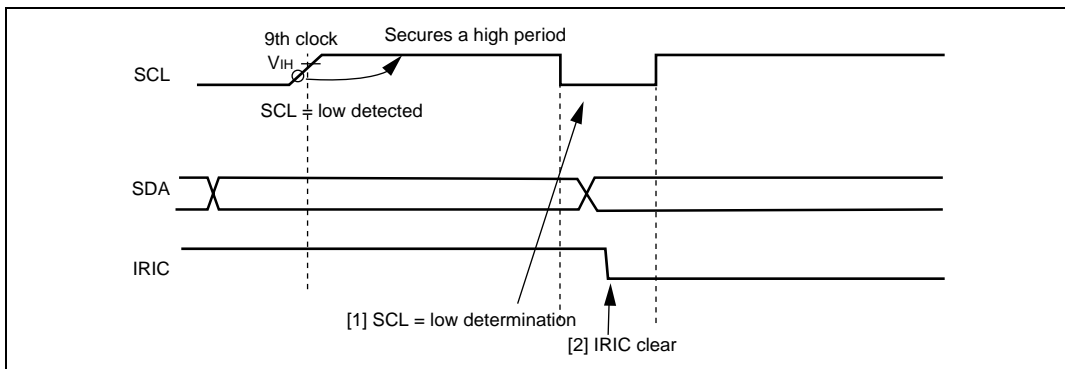 9th clock
Secures a high period
VIH
SCL
SCL = low detected
SDA
IRIC
[1] SCL = low determination
[2] IRIC clear